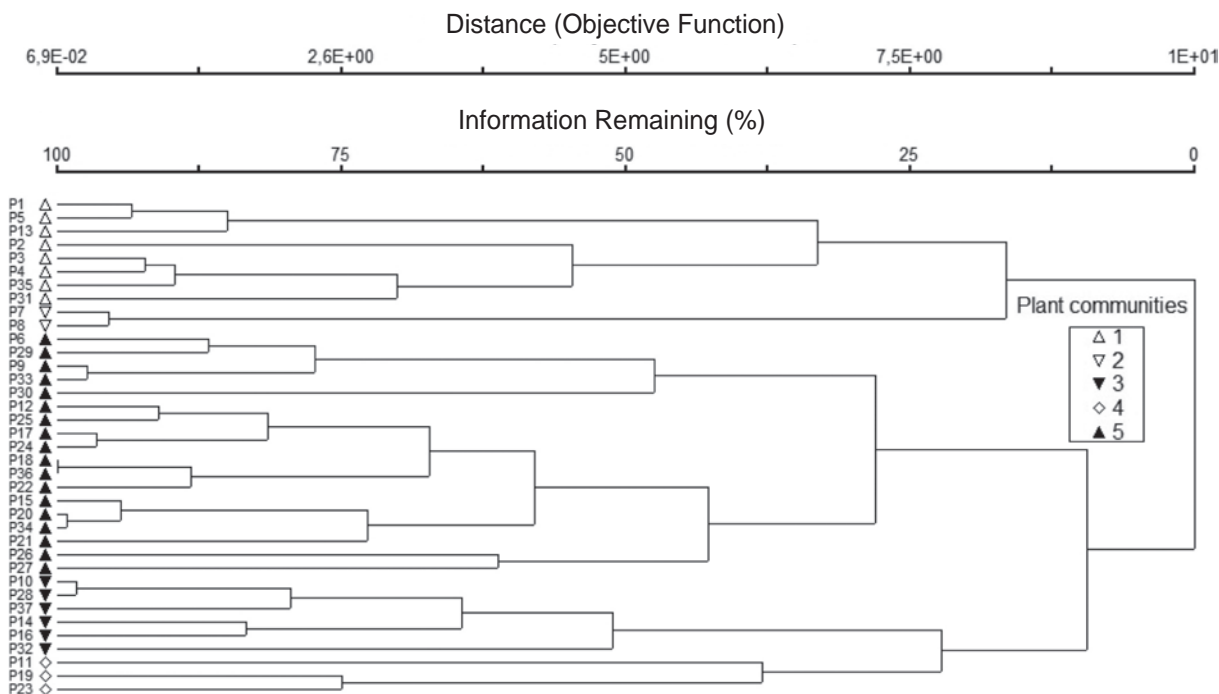 Distance (Objective Function)
6,9E-02 2,6E+00 5E+00 7,5E+00 1E+01
Information Remaining (%)
100 75 50 25 0
P1
P5
P13
P2
P3
P4
P35
P31
P7
P8
P6
P29
P9
P33
P30
P12
P25
P17
P24
P18
P36
P22
P15
P20
P34
P21
P26
P27
P10
P28
P37
P14
P16
P32
P11
P19
P23
Plant communities
1
2
3
4
5